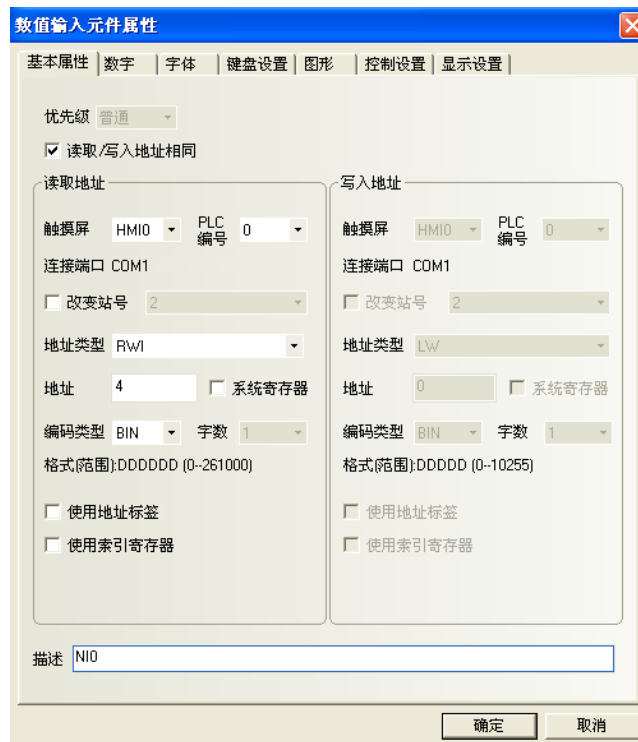 数值输入元件属性
基本属性 数字 字体 键盘设置 图形 控制设置 显示设置
优先级 普通
读取/写入地址相同
读取地址
触摸屏 HMI0 PLC编号 0
连接端口 COM1
改变站号 2
地址类型 RWI
地址 4 系统寄存器
编码类型 BIN 字数 1
格式(范围):DDDDDD (0--261000)
使用地址标签
使用索引寄存器
写入地址
触摸屏 HMI0 PLC编号 0
连接端口 COM1
改变站号 2
地址类型 LW
地址 0 系统寄存器
编码类型 BIN 字数 1
格式(范围):DDDDD (0--10255)
使用地址标签
使用索引寄存器
描述 NI0
确定 取消